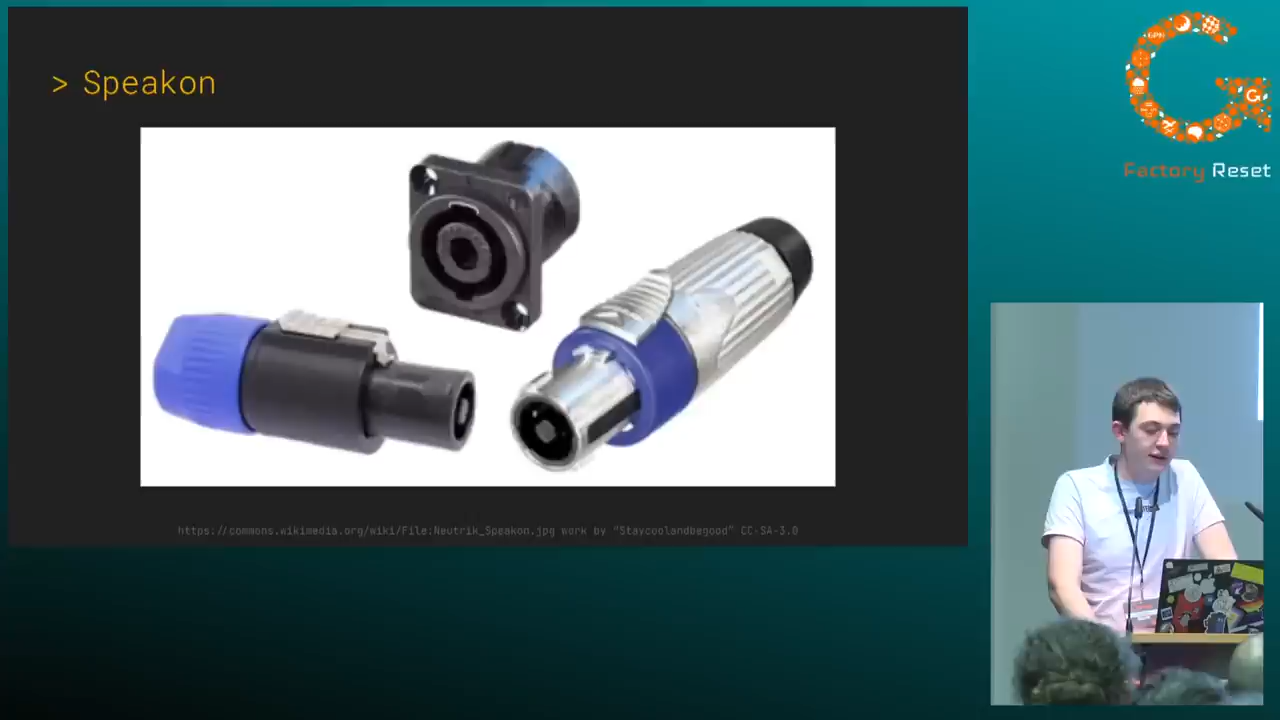 > Speakon
https://commons.wikimedia.org/wiki/File:Neutrik_Speakon.jpg work by "Staycoolandbegood" CC-SA-3.0
Factory Reset